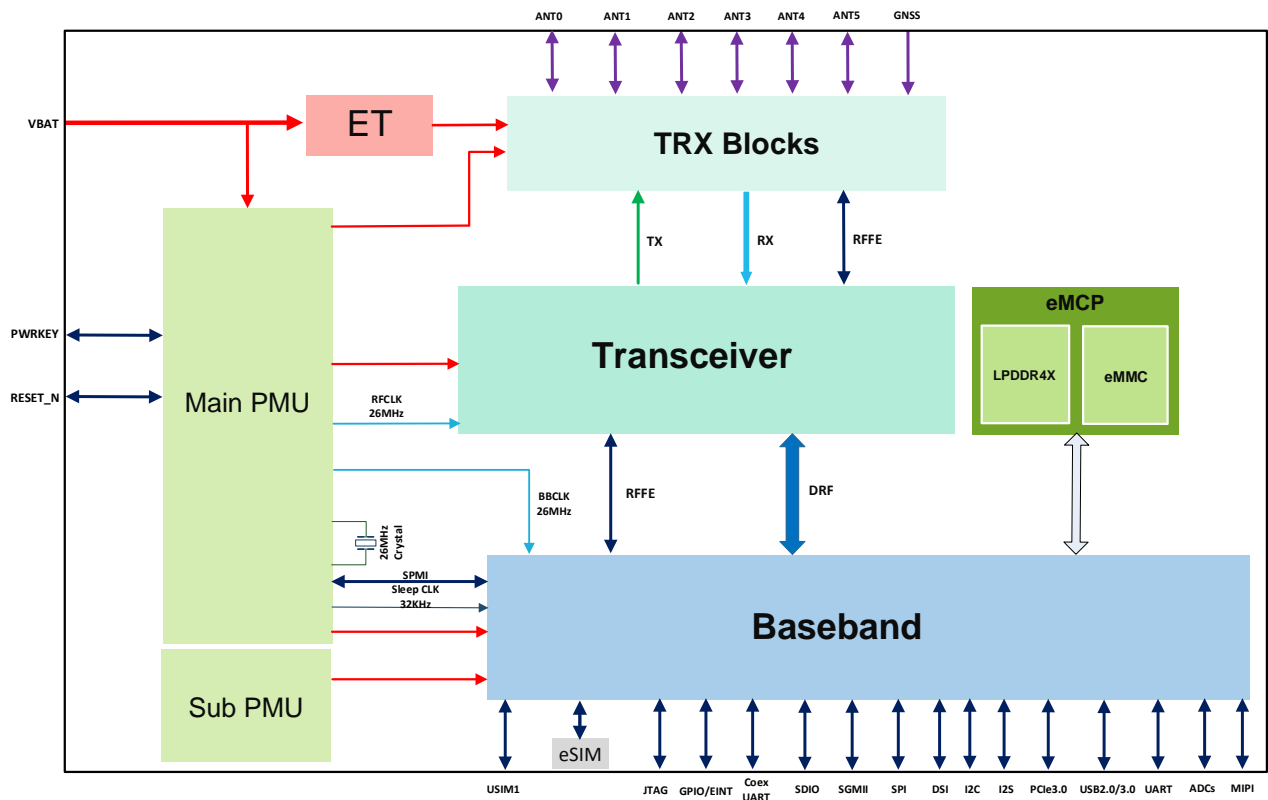 ANT0
ANT1
ANT2
ANT3
ANT4
ANT5
GNSS
VBAT
ET
TRX Blocks
TX
RX
RFFE
PWRKEY
RESET_N
Main PMU
Transceiver
eMCP
LPDDR4X
eMMC
RFCLK
26MHz
BBCLK
26MHz
RFFE
DRF
26MHz
Crystal
SPMI
Sleep CLK
32KHz
Baseband
Sub PMU
eSIM
USIM1
JTAG
GPIO/EINT
Coex
UART
SDIO
SGMII
SPI
DSI
I2C
I2S
PCIe3.0
USB2.0/3.0
UART
ADCs
MIPI